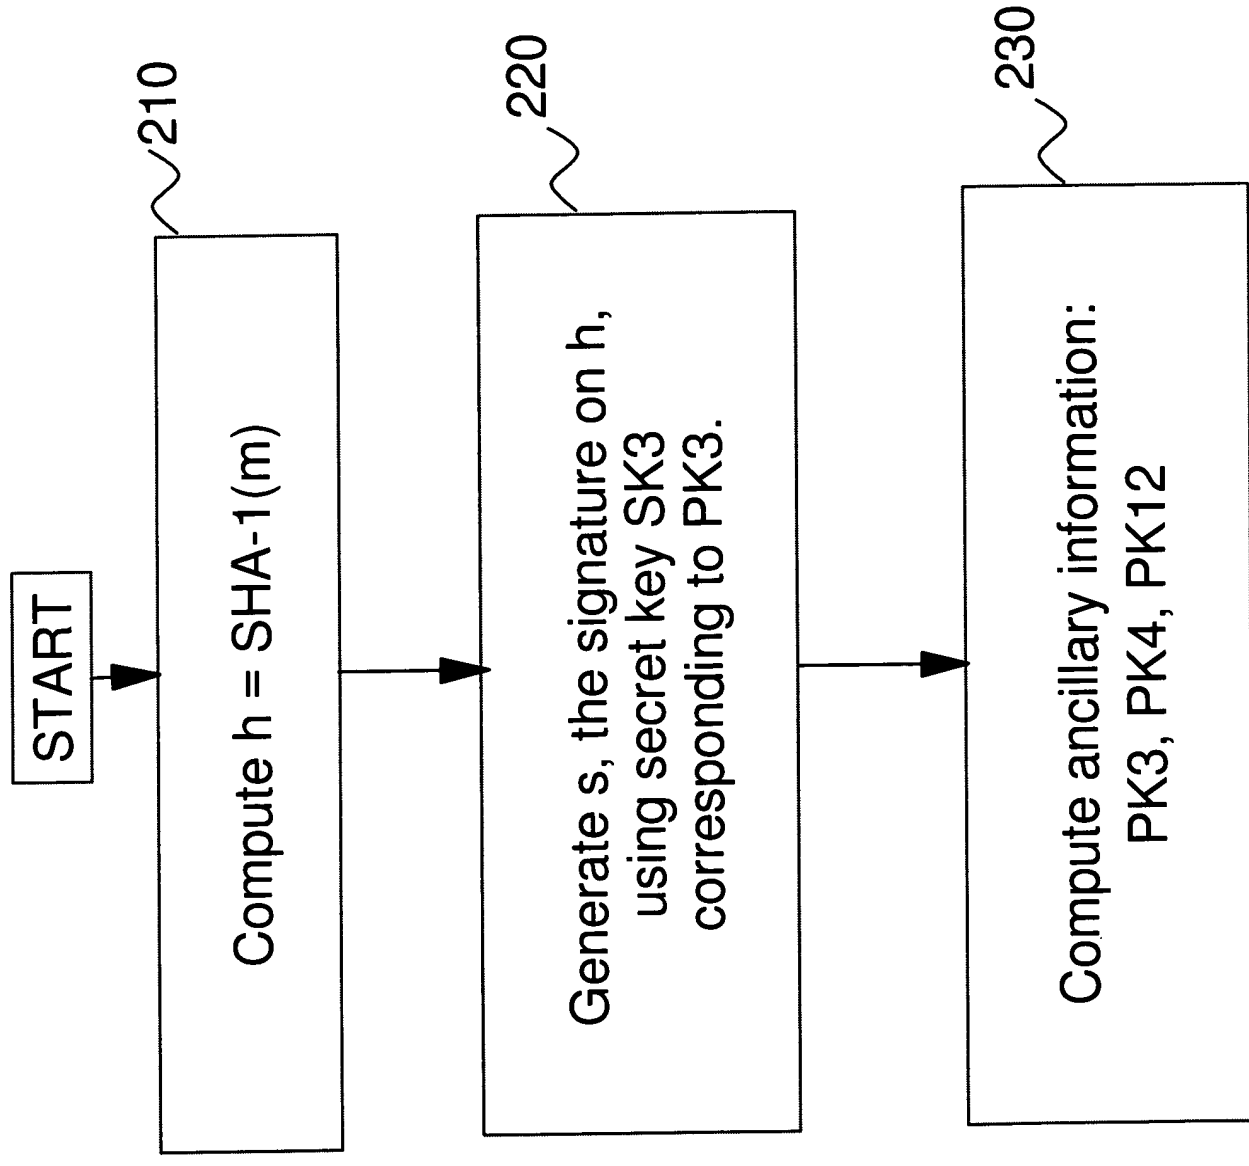 START
210
Compute h = SHA-1(m)
220
Generate s, the signature on h,
using secret key SK3
corresponding to PK3.
230
Compute ancillary information:
PK3, PK4, PK12